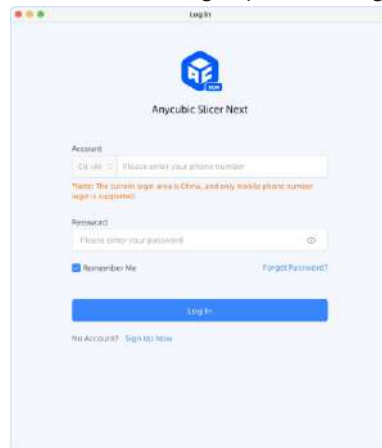 Log In
Anycubic Slicer Next
Account
Please enter your phone number
*Note: The current login area is China, and only mobile phone number
login is supported.
Password
Please enter your password
Remember Me
Forgot Password?
Log In
No Account? Sign Up Now